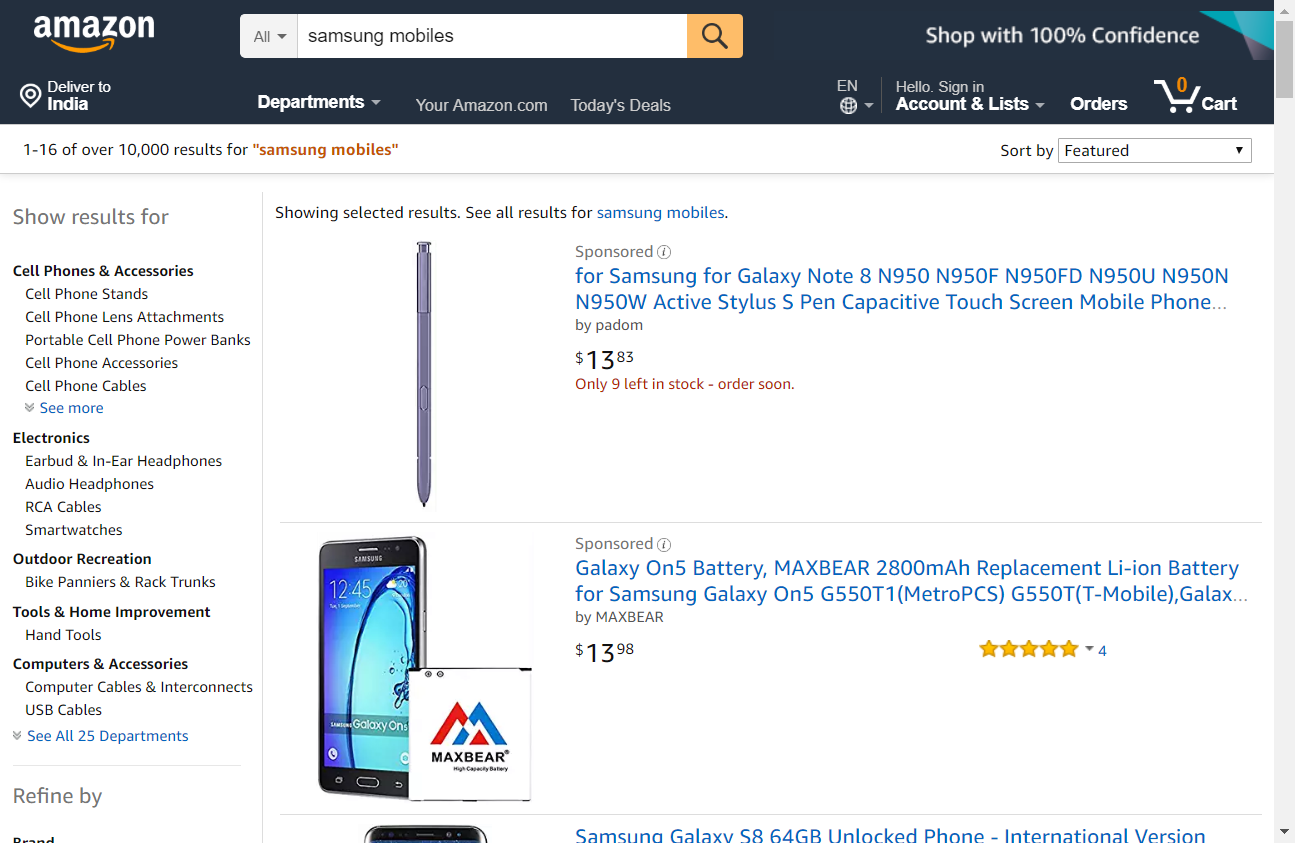 amazon
All
samsung mobiles
Shop with 100% Confidence
Deliver to
India
Departments
Your Amazon.com
Today's Deals
EN
Hello. Sign in
Account & Lists
Orders
0
Cart
1-16 of over 10,000 results for "samsung mobiles"
Sort by Featured
Show results for
Cell Phones & Accessories
Cell Phone Stands
Cell Phone Lens Attachments
Portable Cell Phone Power Banks
Cell Phone Accessories
Cell Phone Cables
See more
Electronics
Earbud & In-Ear Headphones
Audio Headphones
RCA Cables
Smartwatches
Outdoor Recreation
Bike Panniers & Rack Trunks
Tools & Home Improvement
Hand Tools
Computers & Accessories
Computer Cables & Interconnects
USB Cables
See All 25 Departments
Refine by
Brand
Showing selected results. See all results for samsung mobiles.
Sponsored
for Samsung for Galaxy Note 8 N950 N950F N950FD N950U N950N
N950W Active Stylus S Pen Capacitive Touch Screen Mobile Phone...
by padom
$13 83
Only 9 left in stock - order soon.
SAMSUNG
12:45
SAMSUNG Galaxy On5
MAXBEAR®
High-Capacity Battery
Sponsored
Galaxy On5 Battery, MAXBEAR 2800mAh Replacement Li-ion Battery
for Samsung Galaxy On5 G550T1(MetroPCS) G550T(T-Mobile),Galax...
by MAXBEAR
$13 98
4
Samsung Galaxy S8 64GB Unlocked Phone - International Version